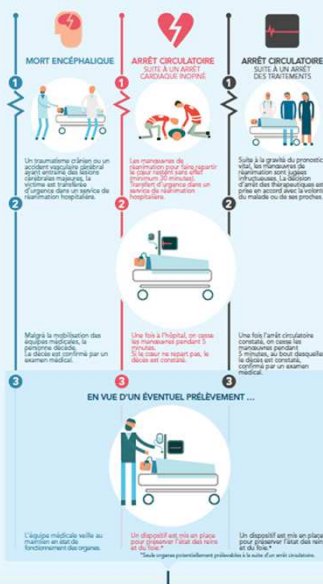 MORT ENCÉPHALIQUE
ARRÊT CIRCULATOIRE
SUITE À UN ARRÊT
CARDIAQUE INOPINÉ
ARRÊT CIRCULATOIRE
SUITE À UN ARRÊT
DES TRAITEMENTS
1
1
1
Un traumatisme crânien ou un
accident vasculaire cérébral
ayant entraîné des lésions
cérébrales majeures, la
victime est transférée
d'urgence dans un service de
réanimation hospitalière.
Les manœuvres de
réanimation pour faire repartir
le cœur restent sans effet
(minimum 30 minutes).
Transfert d'urgence dans un
service de réanimation
hospitalière.
Suite à la gravité du pronostic
vital, les manœuvres de
réanimation sont jugées
infructueuses. La décision
d'arrêt des thérapeutiques est
prise en accord avec la volonté
du malade ou de ses proches.
2
2
2
Malgré la mobilisation des
équipes médicales, la
personne décède.
Le décès est confirmé par un
examen médical.
Une fois à l'hôpital, on cesse
les manœuvres pendant 5
minutes.
Si le cœur ne repart pas, le
décès est constaté.
Une fois l'arrêt circulatoire
constaté, on cesse les
manœuvres pendant
5 minutes, au bout desquelles
le décès est constaté,
confirmé par un examen
médical.
3
3
3
EN VUE D'UN ÉVENTUEL PRÉLÈVEMENT ...
L'équipe médicale veille au
maintien en état de
fonctionnement des organes.
Un dispositif est mis en place
pour préserver l'état des reins
et du foie.*
Un dispositif est mis en place
pour préserver l'état des reins
et du foie.*
*Seuls organes potentiellement prélevables à la suite d'un arrêt circulatoire.